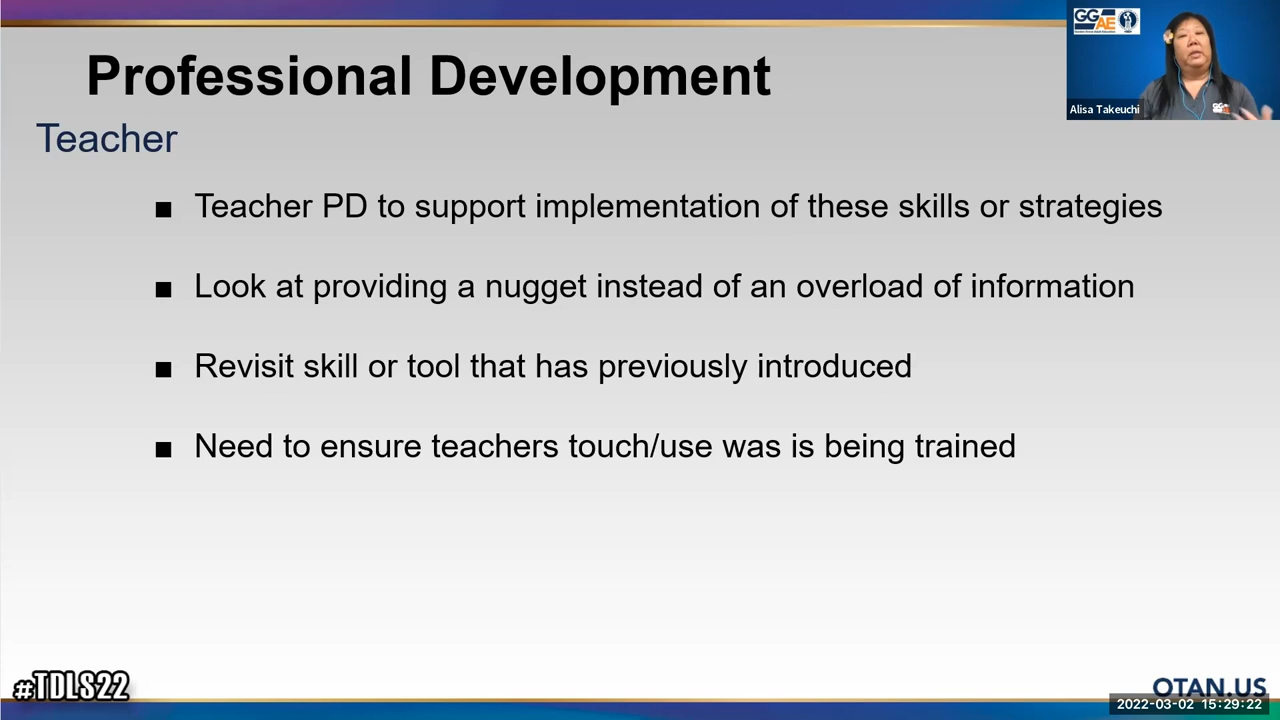 Professional Development
GG
AE
Alisa Takeuchi
Teacher
■ Teacher PD to support implementation of these skills or strategies
■ Look at providing a nugget instead of an overload of information
■ Revisit skill or tool that has previously introduced
■ Need to ensure teachers touch/use was is being trained
#TDLS22
OTAN.US
2022-03-02 15:29:22